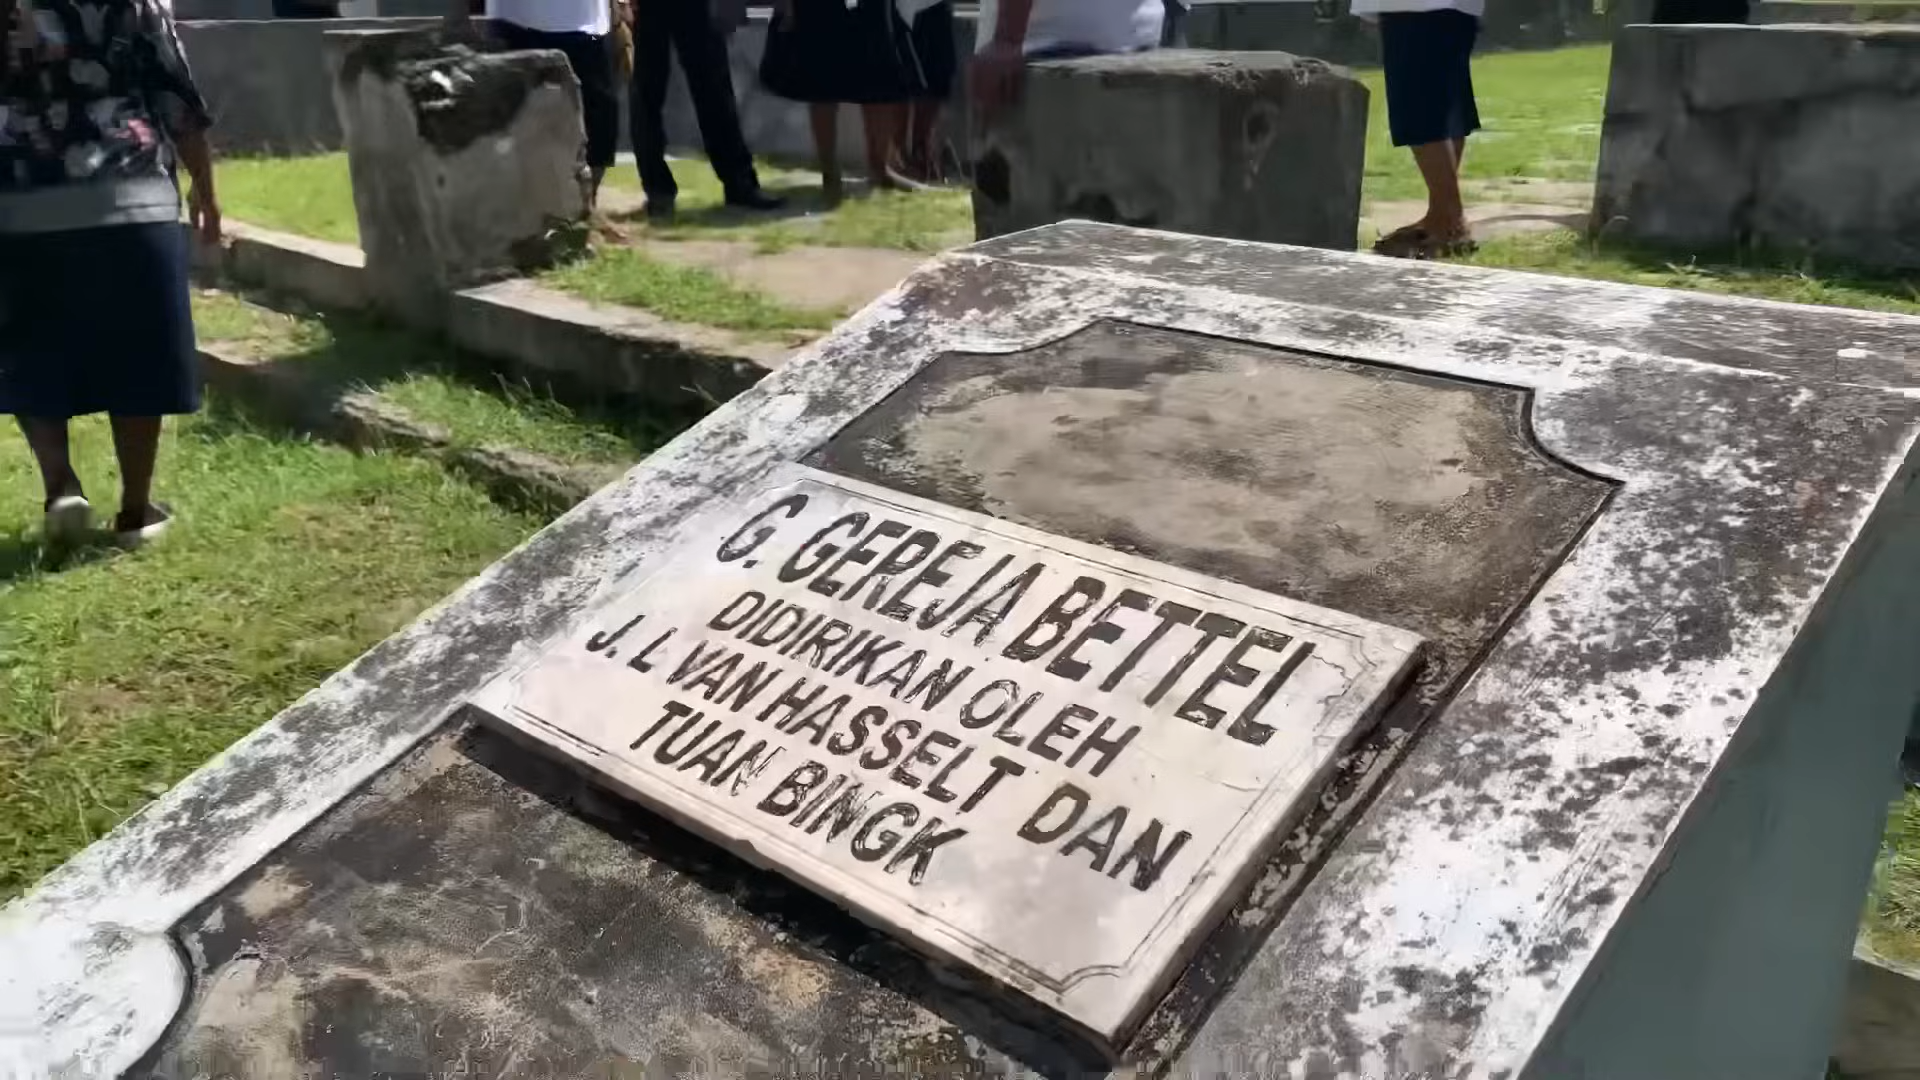 G. GEREJA BETTEL
DIDIRIKAN OLEH
J. L VAN HASSELT DAN
TUAN BINGK